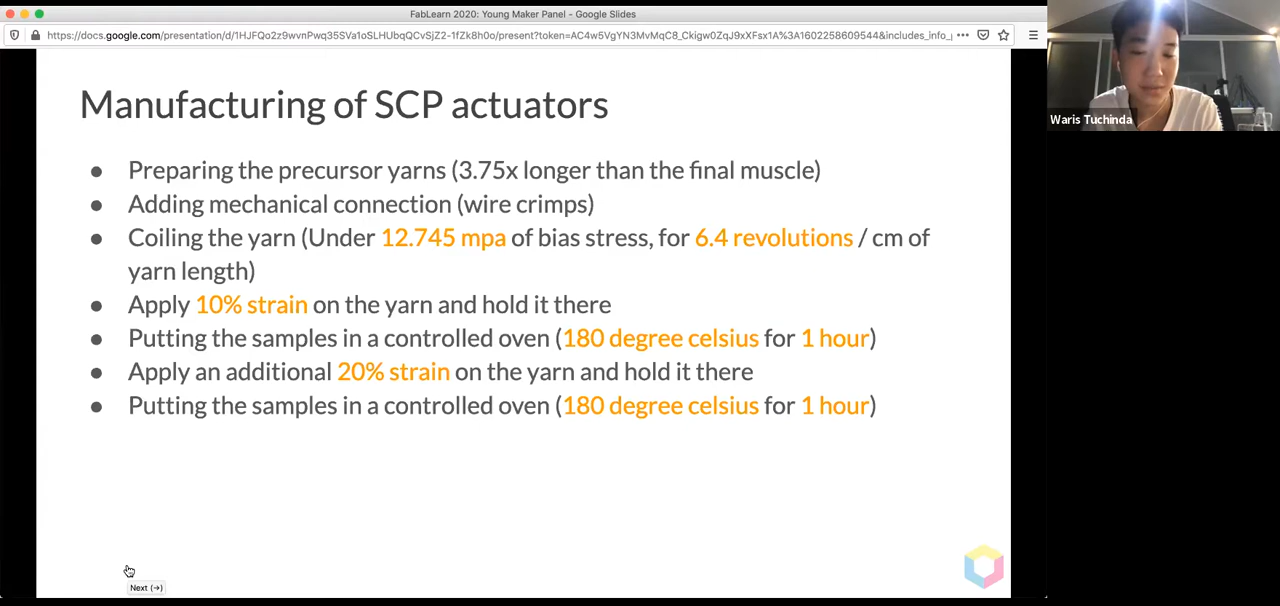 FabLearn 2020: Young Maker Panel - Google Slides
https://docs.google.com/presentation/d/1HJFQo2z9wvnPwq35SVa1oSLHUbqQCvSjZ2-1fZk8h0o/present?token=AC4w5VgYN3MvMqC8_Ckigw0ZqJ9xXFsx1A%3A1602258609544&includes_info_
Waris Tuchinda
Manufacturing of SCP actuators
● Preparing the precursor yarns (3.75x longer than the final muscle)
● Adding mechanical connection (wire crimps)
● Coiling the yarn (Under 12.745 mpa of bias stress, for 6.4 revolutions / cm of
yarn length)
● Apply 10% strain on the yarn and hold it there
● Putting the samples in a controlled oven (180 degree celsius for 1 hour)
● Apply an additional 20% strain on the yarn and hold it there
● Putting the samples in a controlled oven (180 degree celsius for 1 hour)
Next (→)